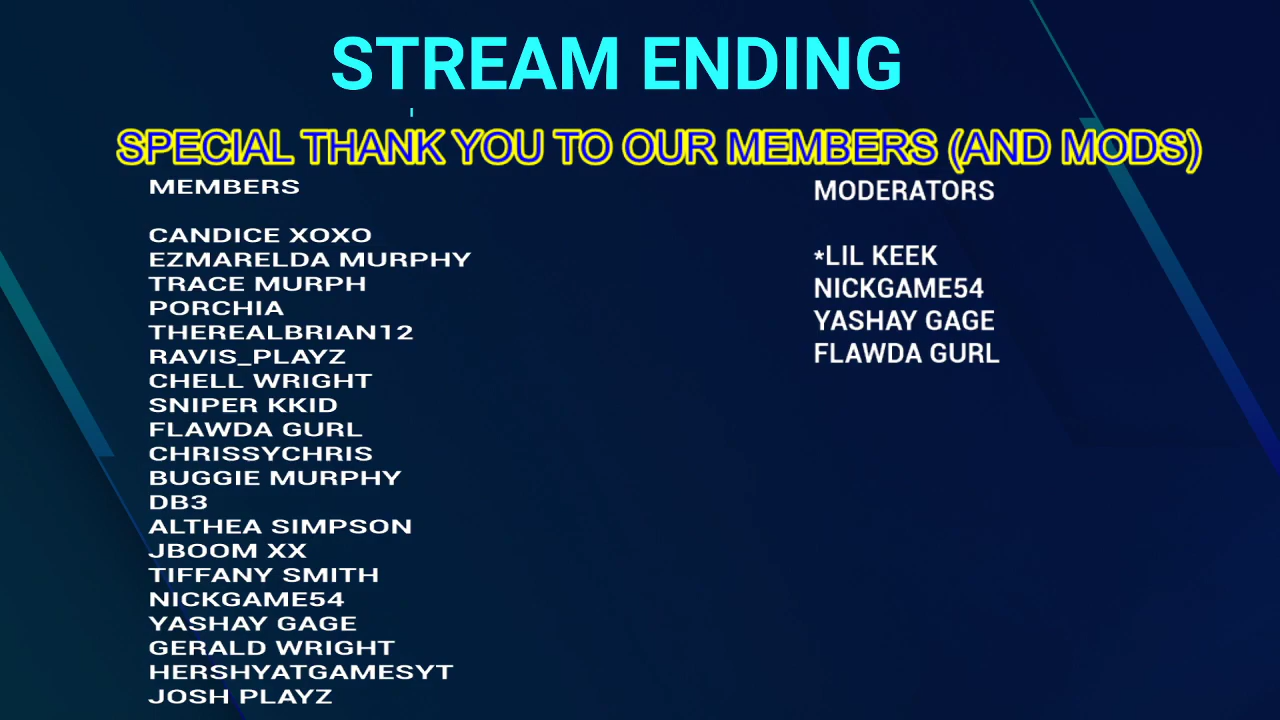 STREAM ENDING
SPECIAL THANK YOU TO OUR MEMBERS (AND MODS)
MEMBERS
CANDICE XOXO
EZMARELDA MURPHY
TRACE MURPH
PORCHIA
THEREALBRIAN12
RAVIS_PLAYZ
CHELL WRIGHT
SNIPER KKID
FLAWDA GURL
CHRISSYCHRIS
BUGGIE MURPHY
DB3
ALTHEA SIMPSON
JBOOM XX
TIFFANY SMITH
NICKGAME54
YASHAY GAGE
GERALD WRIGHT
HERSHYATGAMESYT
JOSH PLAYZ
MODERATORS
*LIL KEEK
NICKGAME54
YASHAY GAGE
FLAWDA GURL